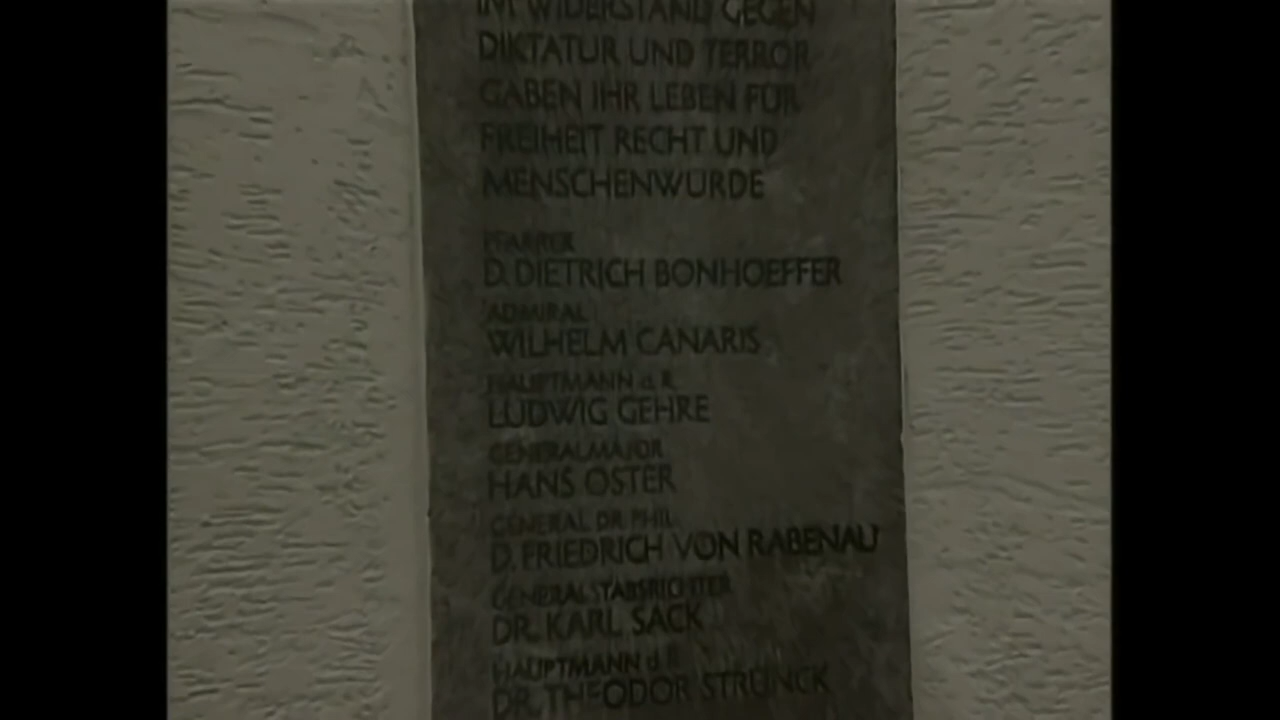 IM WIDERSTAND GEGEN
DIKTATUR UND TERROR
GABEN IHR LEBEN FÜR
FREIHEIT RECHT UND
MENSCHENWÜRDE
PFARRER
D. DIETRICH BONHOEFFER
ADMIRAL
WILHELM CANARIS
HAUPTMANN d. R.
LUDWIG GEHRE
GENERALMAJOR
HANS OSTER
GENERAL DR. PHIL.
D. FRIEDRICH VON RABENAU
GENERALSTABSRICHTER
DR. KARL SACK
HAUPTMANN d. R.
DR. THEODOR STRÜNCK